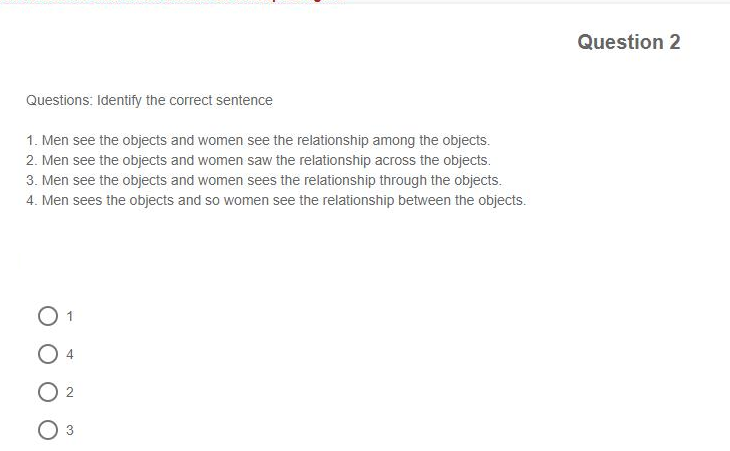 Question 2
Questions: Identify the correct sentence
1. Men see the objects and women see the relationship among the objects.
2. Men see the objects and women saw the relationship across the objects.
3. Men see the objects and women sees the relationship through the objects.
4. Men sees the objects and so women see the relationship between the objects.
1
4
2
3